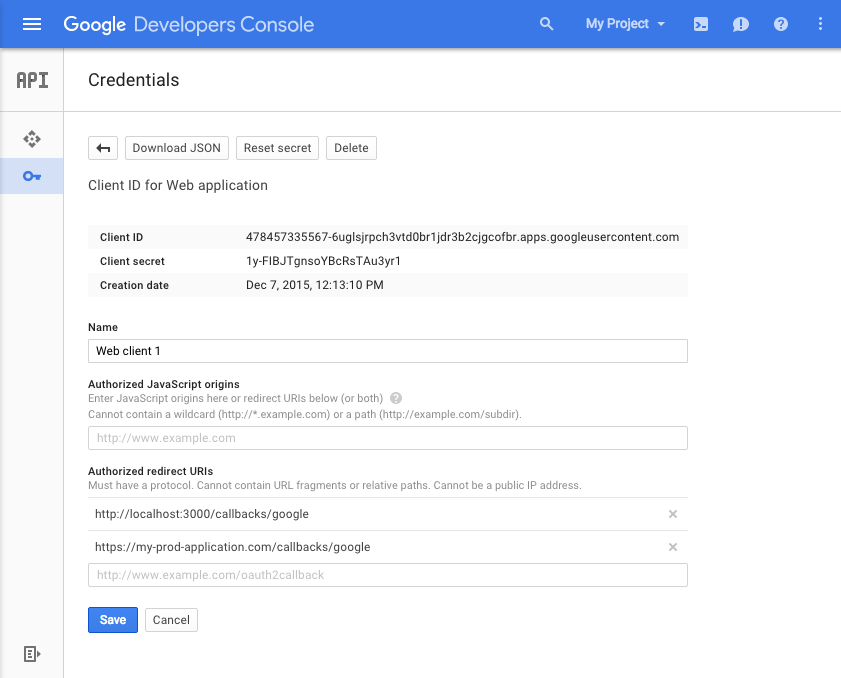 Google Developers Console
My Project
API
Credentials
Download JSON
Reset secret
Delete
Client ID for Web application
Client ID 478457335567-6uglsjrpch3vtd0br1jdr3b2cjgcofbr.apps.googleusercontent.com
Client secret 1y-FIBJTgnsoYBcRsTAu3yr1
Creation date Dec 7, 2015, 12:13:10 PM
Name
Web client 1
Authorized JavaScript origins
Enter JavaScript origins here or redirect URIs below (or both) ?
Cannot contain a wildcard (http://*.example.com) or a path (http://example.com/subdir).
http://www.example.com
Authorized redirect URIs
Must have a protocol. Cannot contain URL fragments or relative paths. Cannot be a public IP address.
http://localhost:3000/callbacks/google
https://my-prod-application.com/callbacks/google
http://www.example.com/oauth2callback
Save
Cancel